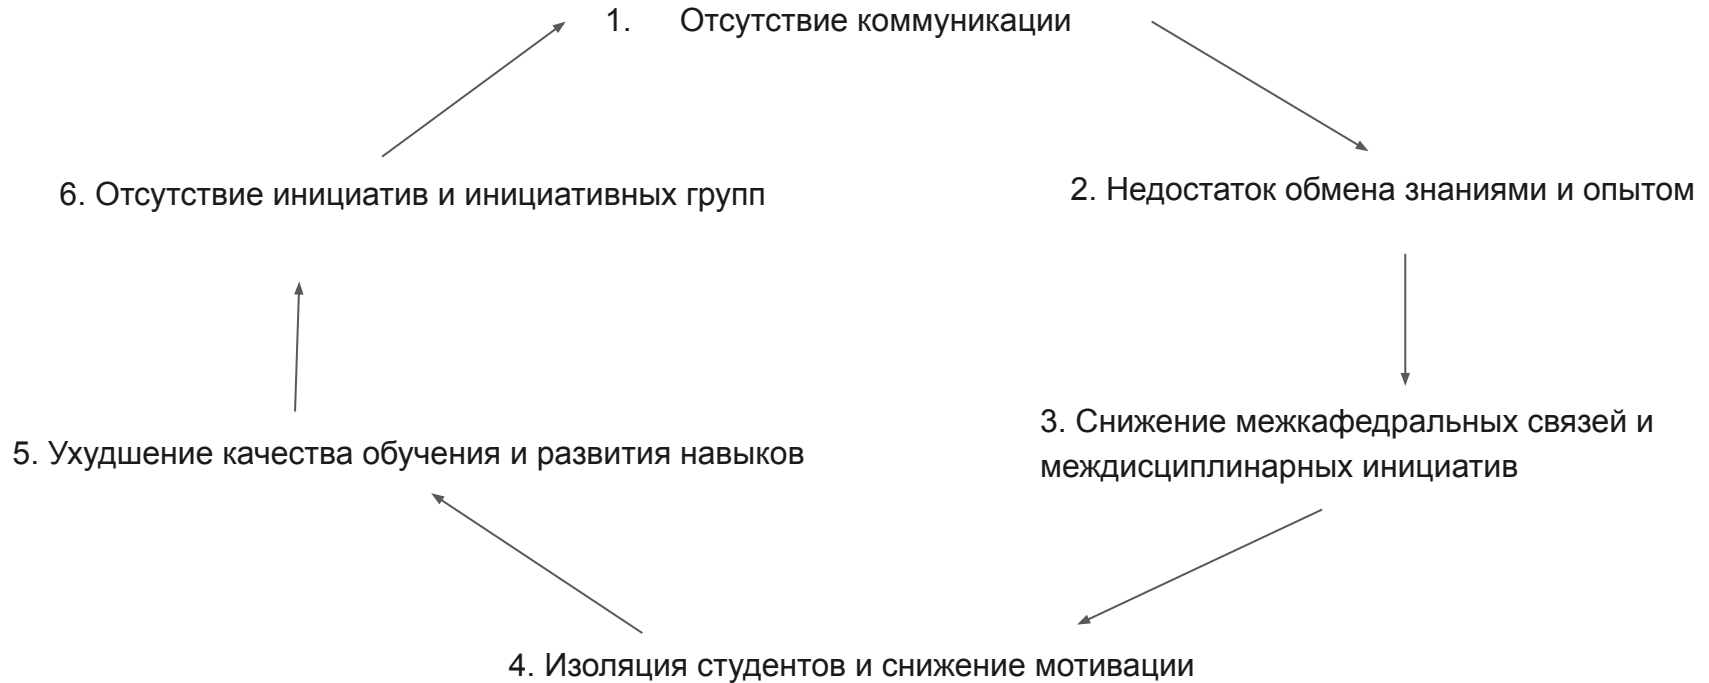 1. Отсутствие коммуникации
2. Недостаток обмена знаниями и опытом
3. Снижение межкафедральных связей и
междисциплинарных инициатив
4. Изоляция студентов и снижение мотивации
5. Ухудшение качества обучения и развития навыков
6. Отсутствие инициатив и инициативных групп